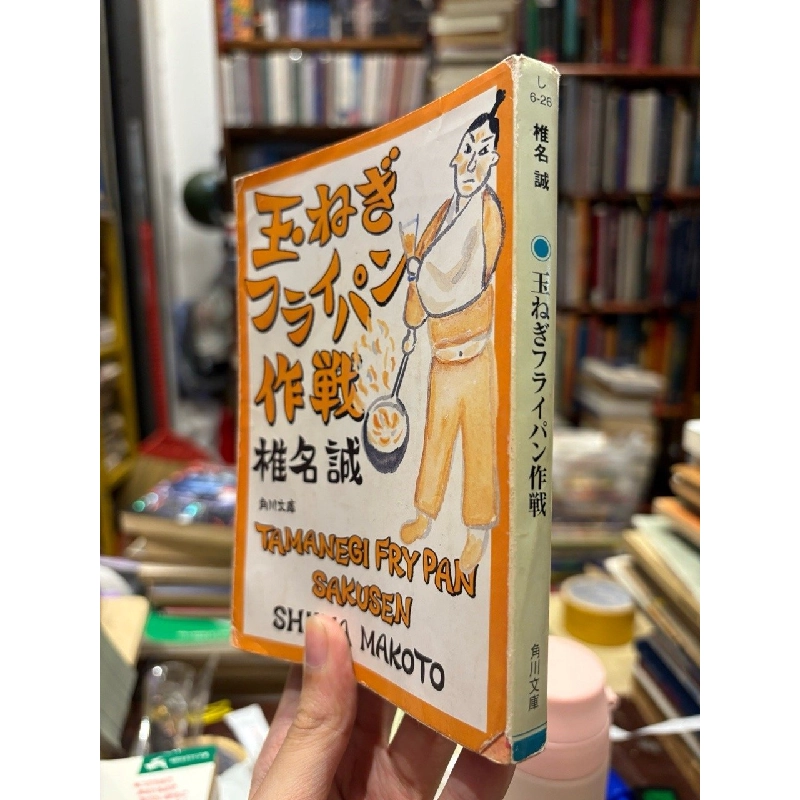 玉ねぎ
フライパン
作戦
椎名誠
角川文庫
TAMANEGI FRY PAN
SAKUSEN
MAKOTO
し
6-26
椎名誠
玉ねぎフライパン作戦
角川文庫